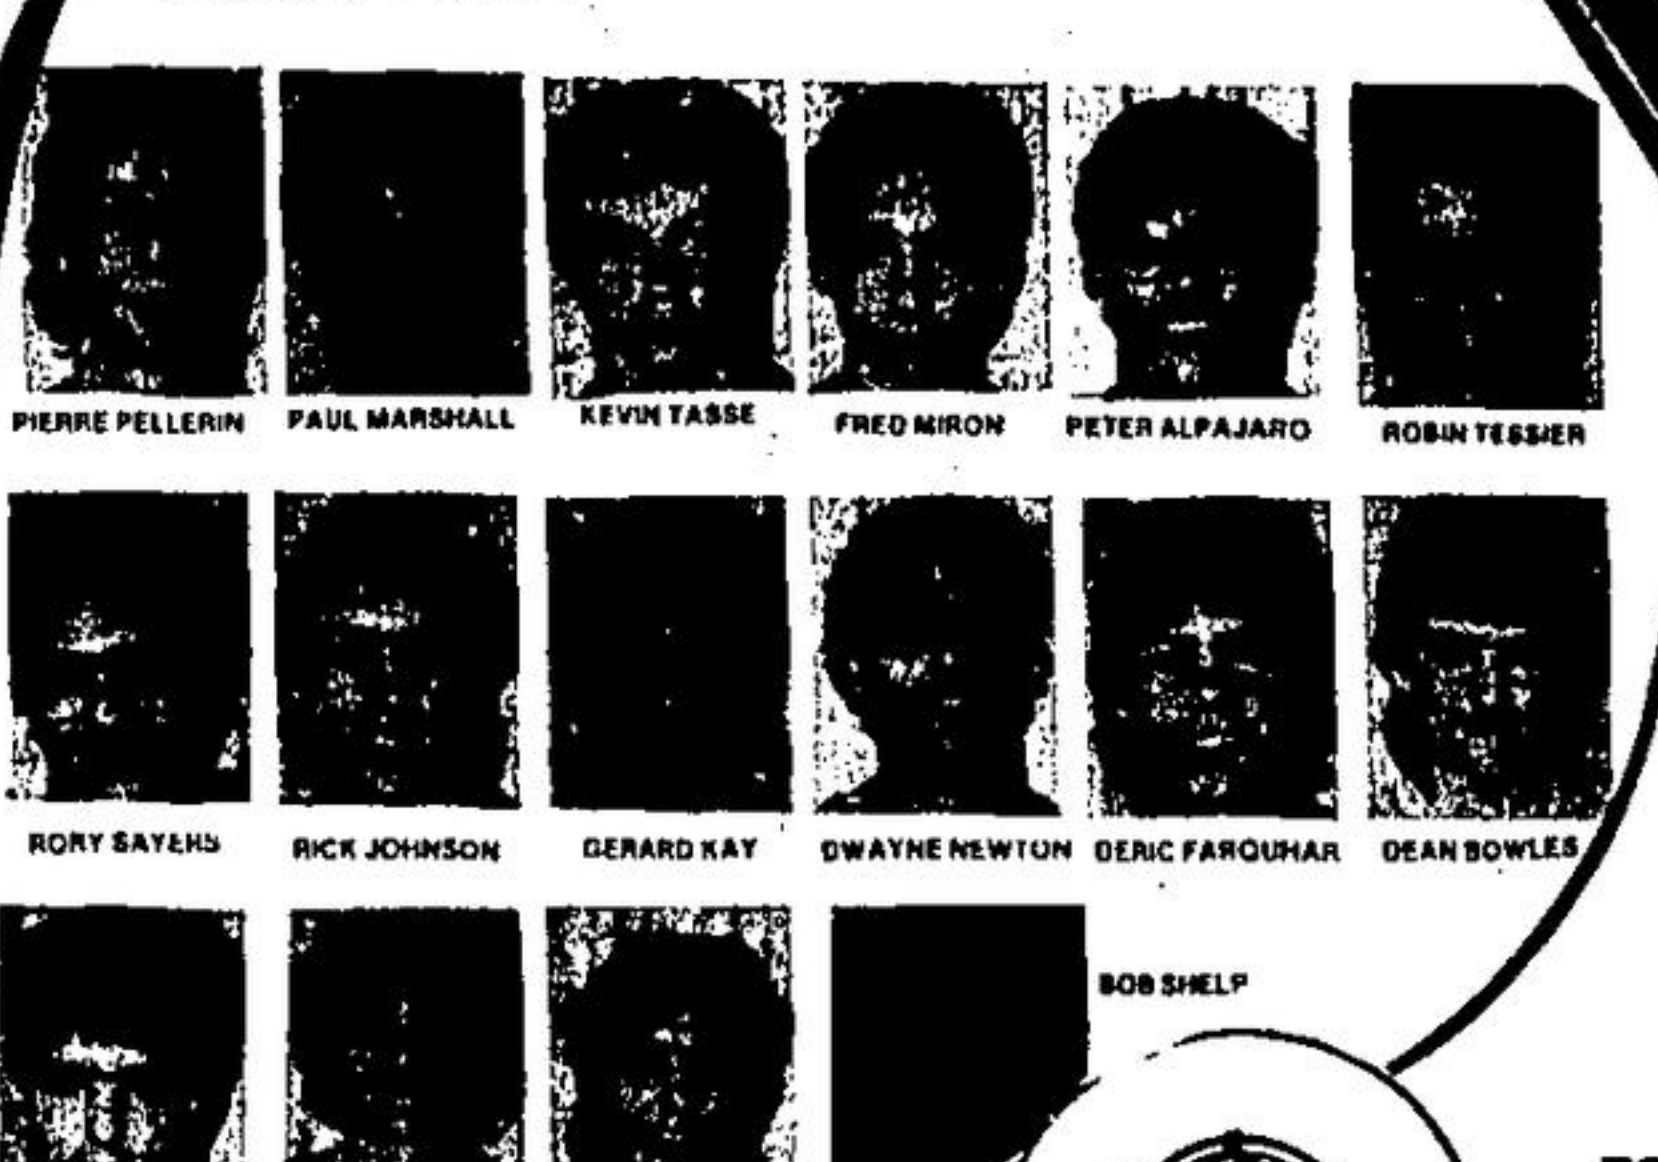 PIERRE PELLERIN
PAUL MARSHALL
KEVIN TASSE
FRED MIRON
PETER ALPAJARO
ROBIN TESSIER
RORY SAYERS
RICK JOHNSON
GERARD KAY
DWAYNE NEWTON
DERIC FARQUHAR
DEAN BOWLES
BOB SHELP